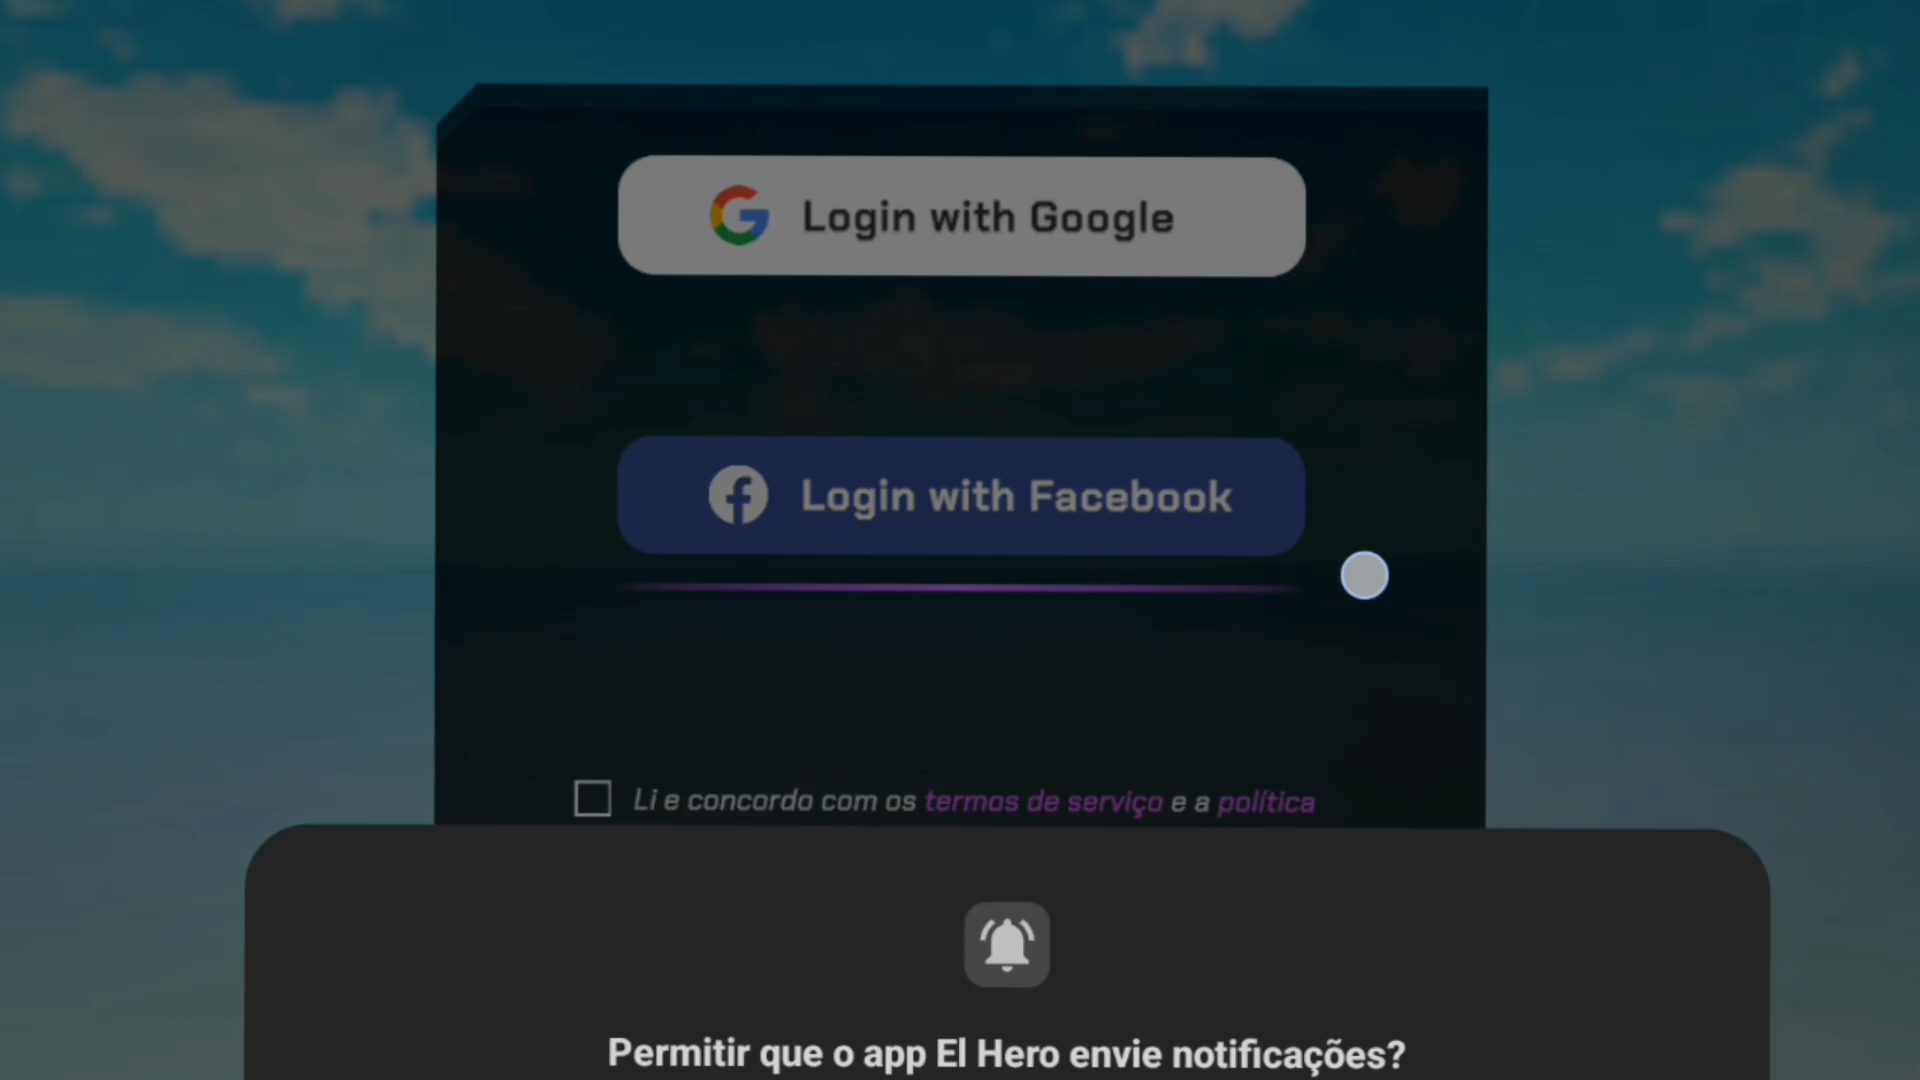 Login with Google
Login with Facebook
Li e concordo com os termos de serviço e a política
Permitir que o app El Hero envie notificações?